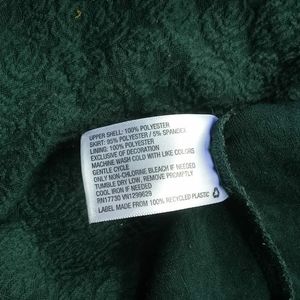 UPPER SHELL: 100% POLYESTER
SKIRT: 95% POLYESTER / 5% SPANDEX
LINING: 100% POLYESTER
EXCLUSIVE OF DECORATION
MACHINE WASH COLD WITH LIKE COLORS
GENTLE CYCLE
ONLY NON-CHLORINE BLEACH IF NEEDED
TUMBLE DRY LOW, REMOVE PROMPTLY
COOL IRON IF NEEDED
RN17730 VN1299629
LABEL MADE FROM 100% RECYCLED PLASTIC